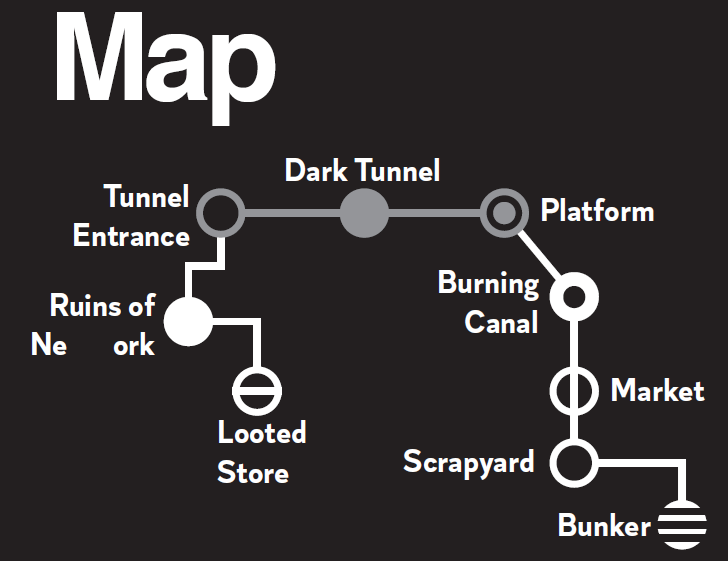 Map
Dark Tunnel
Tunnel
Entrance
Platform
Burning
Canal
Ruins of
Ne ork
Market
Looted
Store
Scrapyard
Bunker